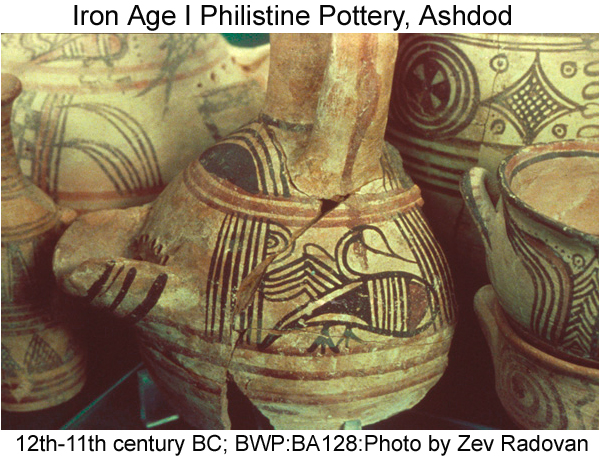 Iron Age I Philistine Pottery, Ashdod
12th-11th century BC; BWP:BA128:Photo by Zev Radovan